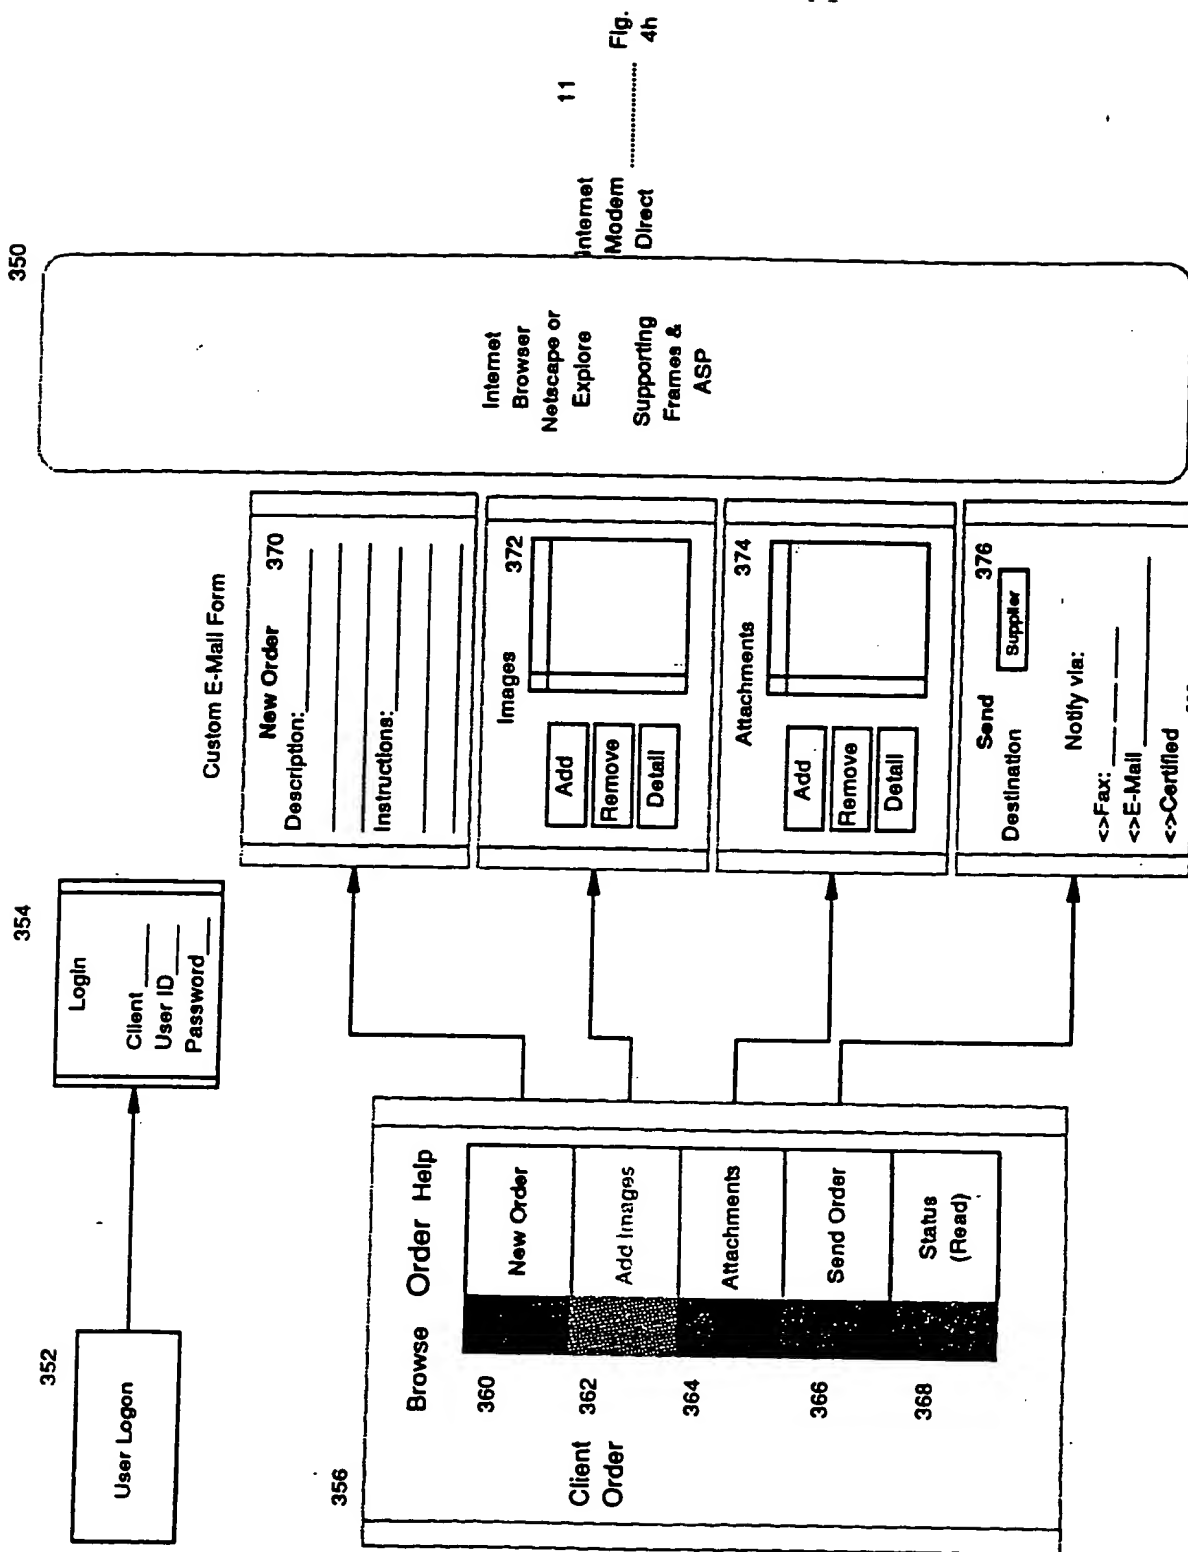 352
User Logon
354
Login
Client
User ID
Password
356
Browse Order Help
Client
Order
360
New Order
362
Add Images
364
Attachments
366
Send Order
368
Status
(Read)
Custom E-Mail Form
New Order 370
Description:
Instructions:
Images 372
Add
Remove
Detail
Attachments 374
Add
Remove
Detail
Send 376
Destination
Supplier
Notify via:
<>Fax:
<>E-Mail
<>Certified
350
Internet
Browser
Netscape or
Explore
Supporting
Frames &
ASP
Internet
Modem
Direct
11
Fig.
4h